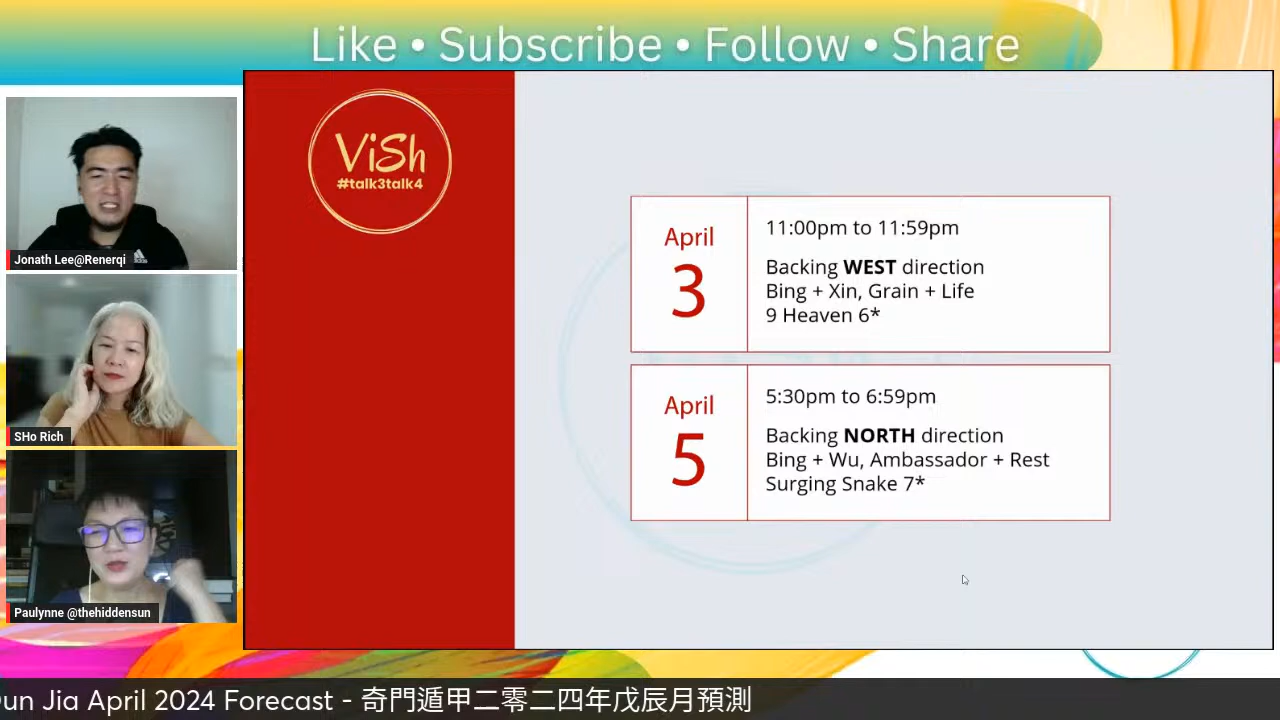 Like • Subscribe • Follow • Share
ViSh
#talk3talk4
April
3
11:00pm to 11:59pm
Backing WEST direction
Bing + Xin, Grain + Life
9 Heaven 6*
April
5
5:30pm to 6:59pm
Backing NORTH direction
Bing + Wu, Ambassador + Rest
Surging Snake 7*
Jonath Lee@Renerqi
SHo Rich
Paulynne @thehiddensun
Jia April 2024 Forecast - 奇門遁甲二零二四年戊辰月預測